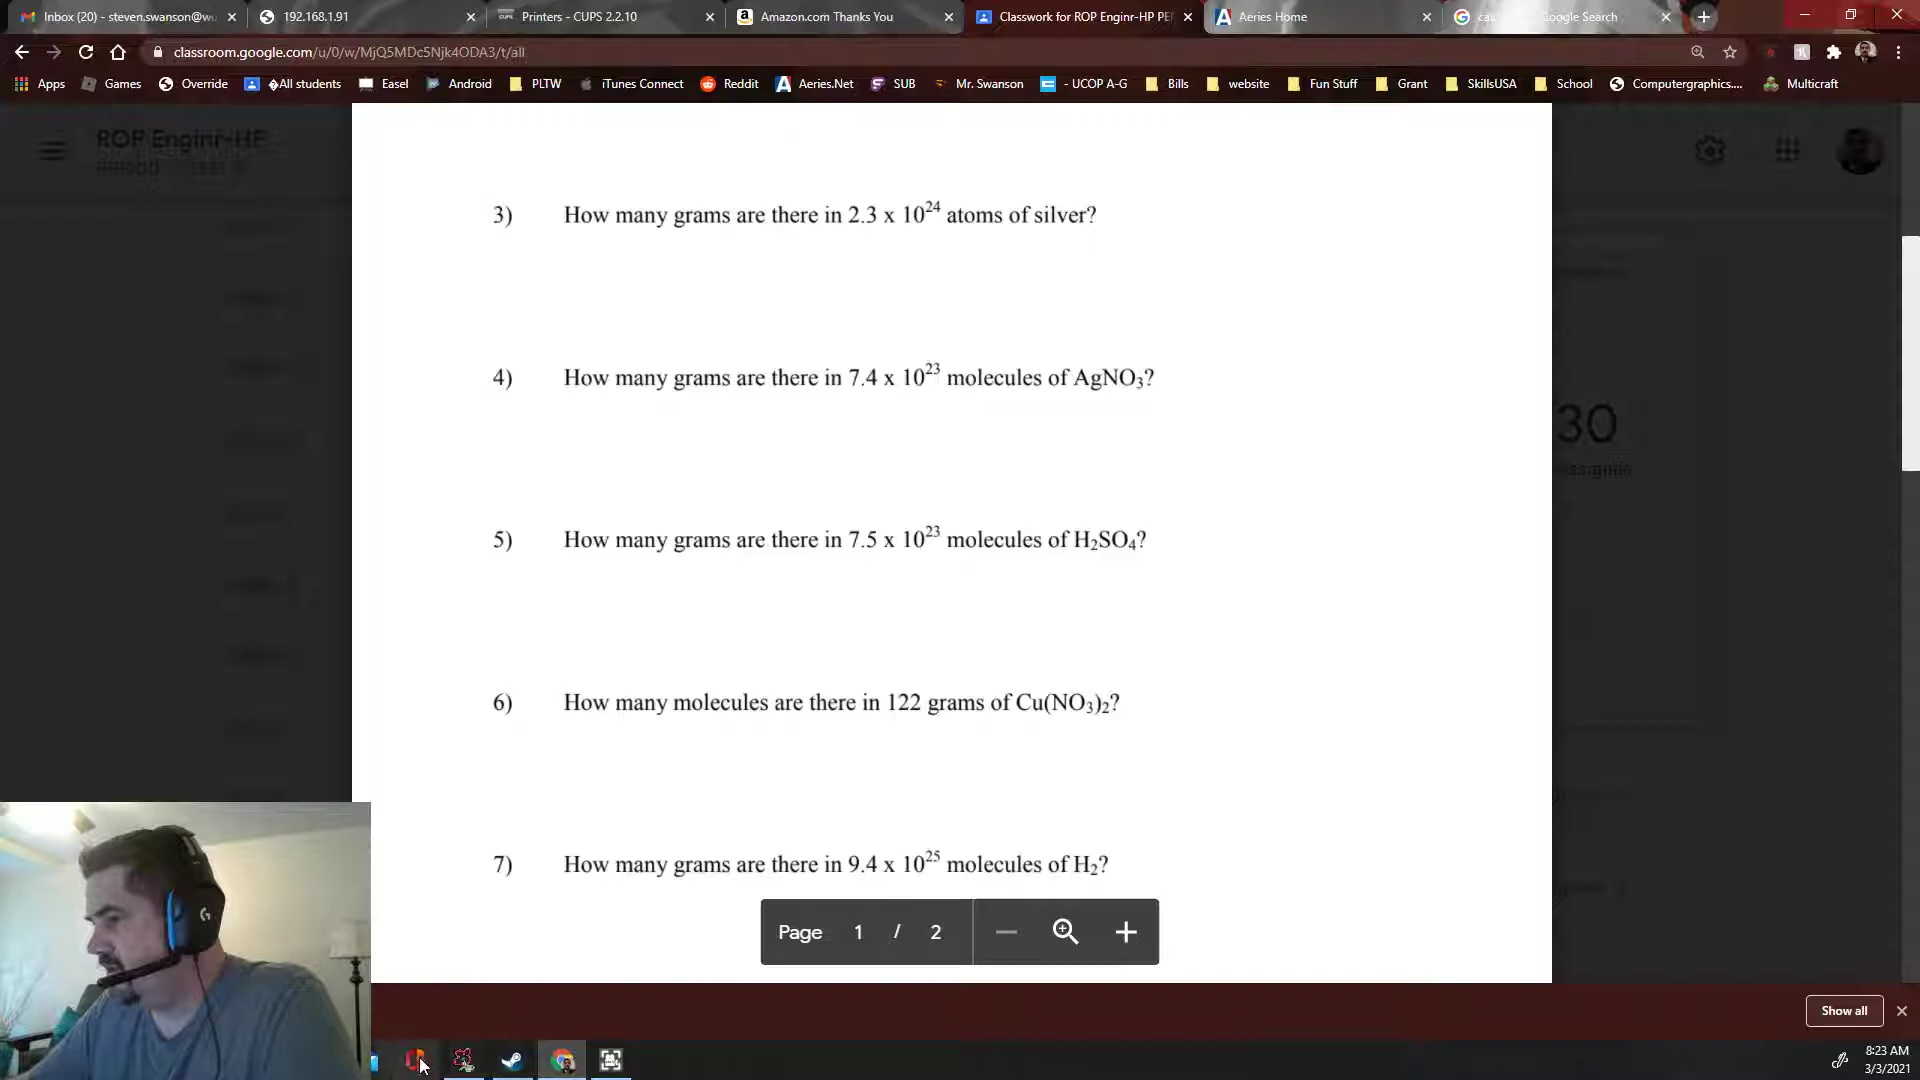 Inbox (20) - steven.swanson@wu
192.168.1.91
Printers - CUPS 2.2.10
Amazon.com Thanks You
Classwork for ROP Enginr-HP PE
Aeries Home
Google Search
classroom.google.com/u/0/w/MjQ5MDc5Njk4ODA3/t/all
Apps
Games
Override
�All students
Easel
Android
PLTW
iTunes Connect
Reddit
Aeries.Net
SUB
Mr. Swanson
- UCOP A-G
Bills
website
Fun Stuff
Grant
SkillsUSA
School
Computergraphics....
Multicraft
ROP Enginr-HP
3) How many grams are there in 2.3 x 10²⁴ atoms of silver?
4) How many grams are there in 7.4 x 10²³ molecules of AgNO₃?
30
5) How many grams are there in 7.5 x 10²³ molecules of H₂SO₄?
6) How many molecules are there in 122 grams of Cu(NO₃)₂?
7) How many grams are there in 9.4 x 10²⁵ molecules of H₂?
Page 1 / 2
Show all
8:23 AM
3/3/2021